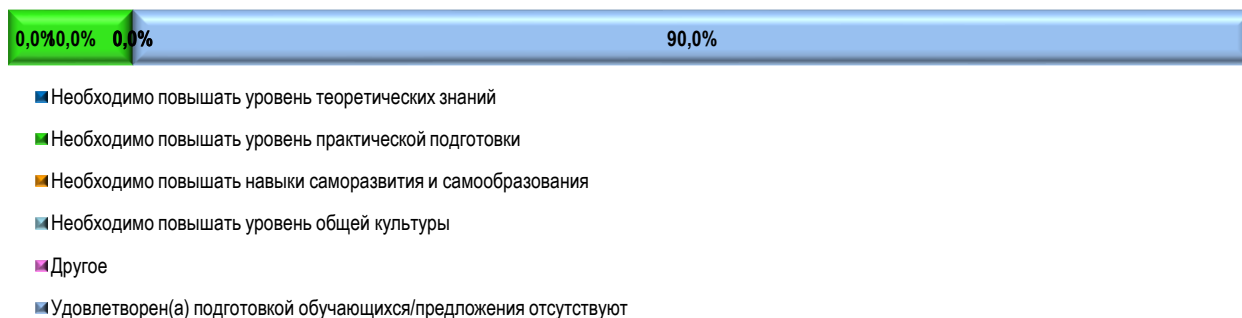 0,0% 10,0% 0,0% 90,0%
Необходимо повышать уровень теоретических знаний
Необходимо повышать уровень практической подготовки
Необходимо повышать навыки саморазвития и самообразования
Необходимо повышать уровень общей культуры
Другое
Удовлетворен(а) подготовкой обучающихся/предложения отсутствуют